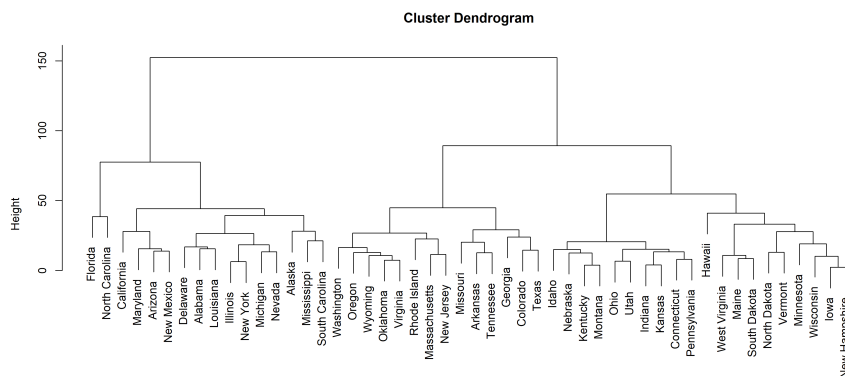 Cluster Dendrogram
Height
0
50
100
150
Florida
North Carolina
California
Maryland
Arizona
New Mexico
Delaware
Alabama
Louisiana
Illinois
New York
Michigan
Nevada
Alaska
Mississippi
South Carolina
Washington
Oregon
Wyoming
Oklahoma
Virginia
Rhode Island
Massachusetts
New Jersey
Missouri
Arkansas
Tennessee
Georgia
Colorado
Texas
Idaho
Nebraska
Kentucky
Montana
Ohio
Utah
Indiana
Kansas
Connecticut
Pennsylvania
Hawaii
West Virginia
Maine
South Dakota
North Dakota
Vermont
Minnesota
Wisconsin
Iowa
New Hampshire